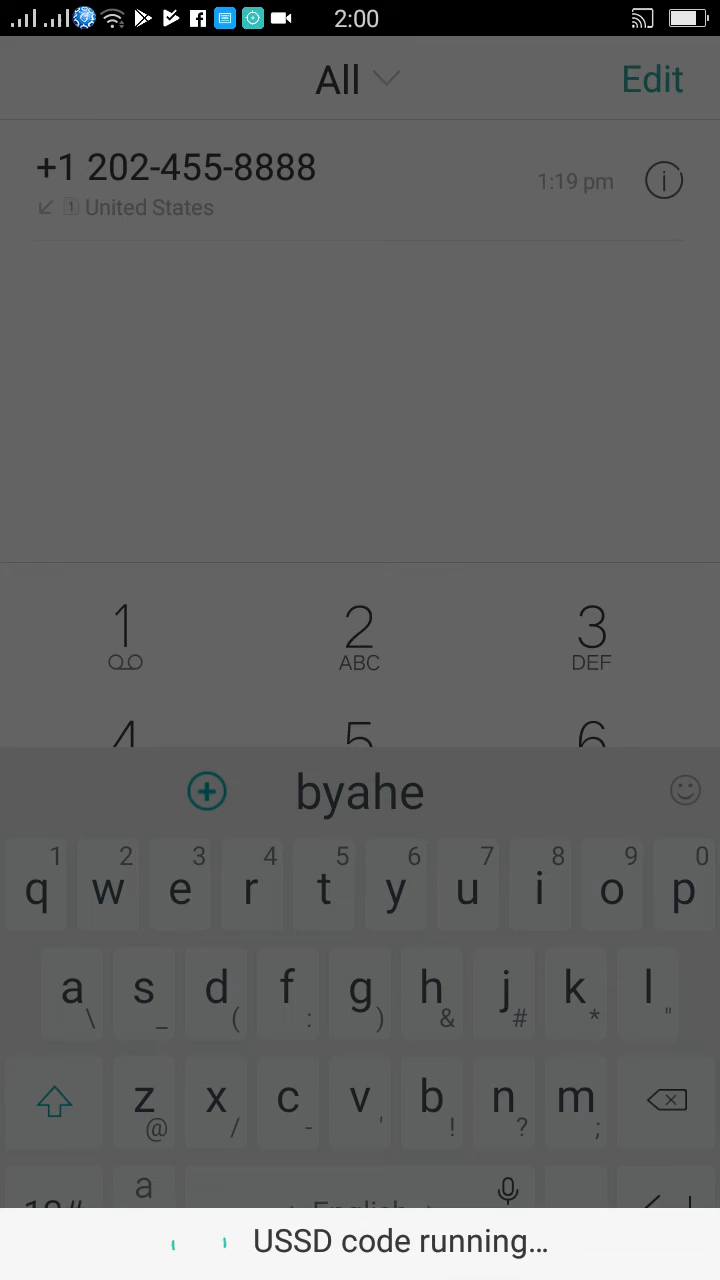 2:00
All
Edit
+1 202-455-8888
1:19 pm
1 United States
1 2 3
ABC DEF
4 5 6
byahe
1 2 3 4 5 6 7 8 9 0
q w e r t y u i o p
a s d f g h j k l
\ _ ( : ) & # * "
z x c v b n m
@ / - ' ! ? ;
a
English
USSD code running...